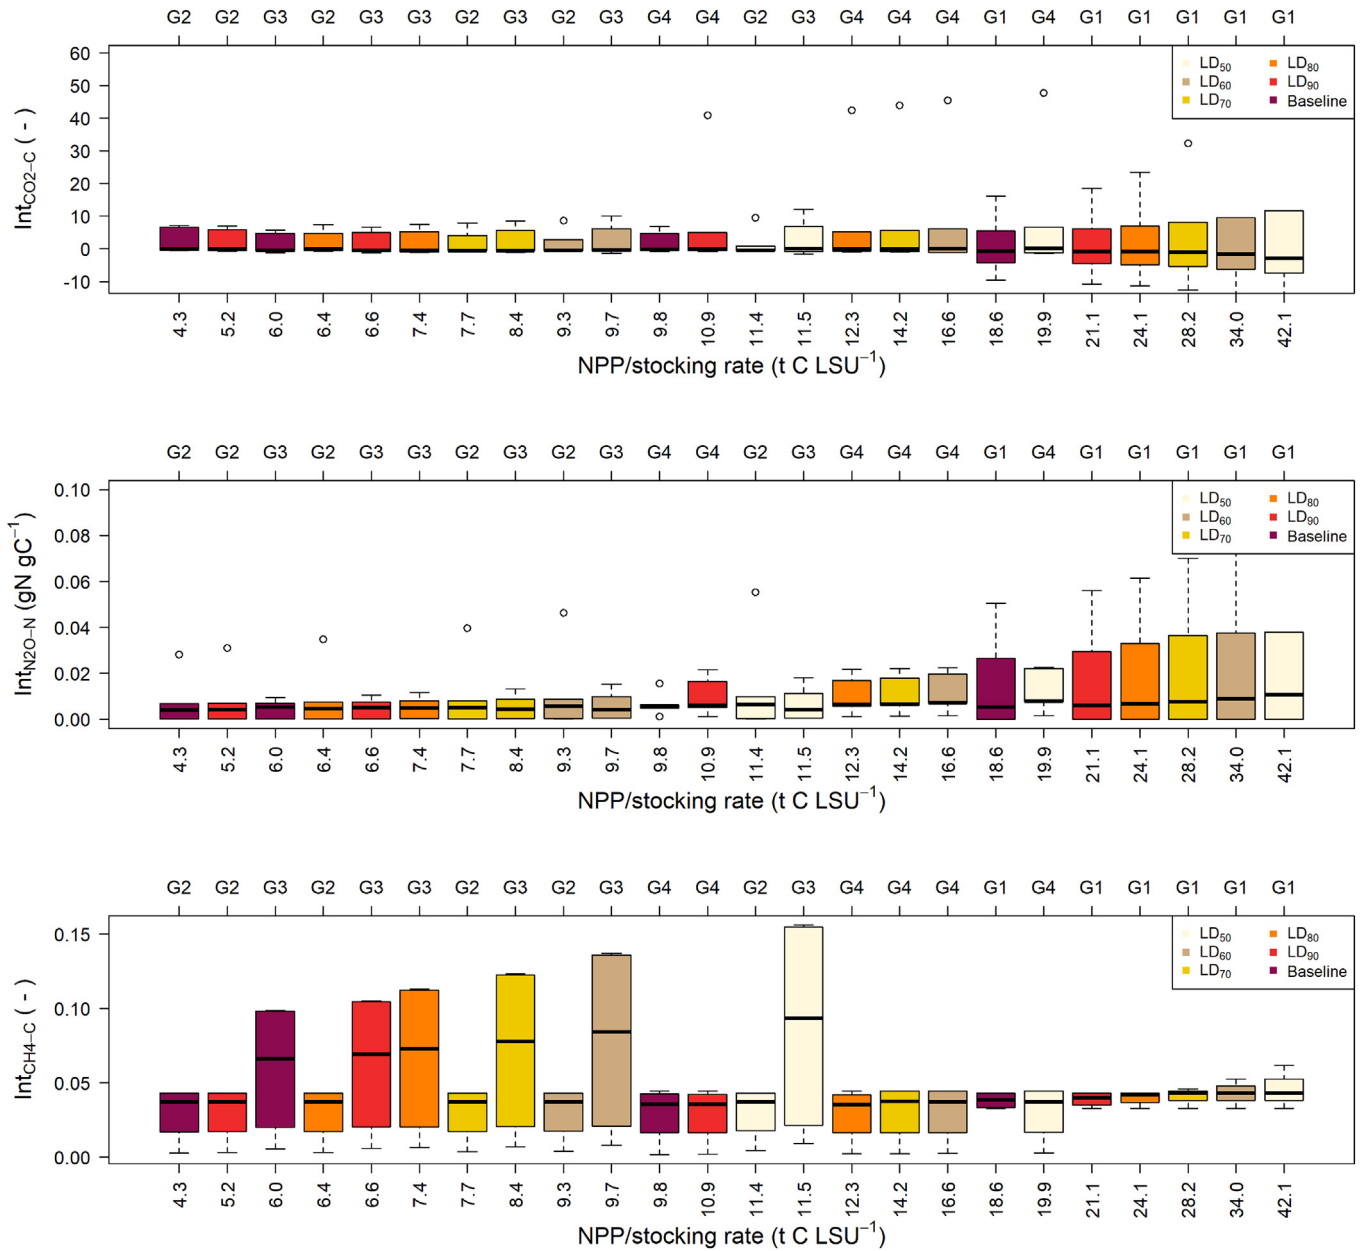 G2 G2 G3 G2 G3 G3 G2 G3 G2 G3 G4 G4 G2 G3 G4 G4 G4 G1 G4 G1 G1 G1 G1 G1
60
50
40
30
20
10
0
-10
Int_CO2−C ( - )
LD50 LD80
LD60 LD90
LD70 Baseline
4.3 5.2 6.0 6.4 6.6 7.4 7.7 8.4 9.3 9.7 9.8 10.9 11.4 11.5 12.3 14.2 16.6 18.6 19.9 21.1 24.1 28.2 34.0 42.1
NPP/stocking rate (t C LSU−1)
G2 G2 G3 G2 G3 G3 G2 G3 G2 G3 G4 G4 G2 G3 G4 G4 G4 G1 G4 G1 G1 G1 G1 G1
0.10
0.08
0.06
0.04
0.02
0.00
Int_N2O−N (gN gC−1)
LD50 LD80
LD60 LD90
LD70 Baseline
4.3 5.2 6.0 6.4 6.6 7.4 7.7 8.4 9.3 9.7 9.8 10.9 11.4 11.5 12.3 14.2 16.6 18.6 19.9 21.1 24.1 28.2 34.0 42.1
NPP/stocking rate (t C LSU−1)
G2 G2 G3 G2 G3 G3 G2 G3 G2 G3 G4 G4 G2 G3 G4 G4 G4 G1 G4 G1 G1 G1 G1 G1
0.15
0.10
0.05
0.00
Int_CH4−C ( - )
LD50 LD80
LD60 LD90
LD70 Baseline
4.3 5.2 6.0 6.4 6.6 7.4 7.7 8.4 9.3 9.7 9.8 10.9 11.4 11.5 12.3 14.2 16.6 18.6 19.9 21.1 24.1 28.2 34.0 42.1
NPP/stocking rate (t C LSU−1)